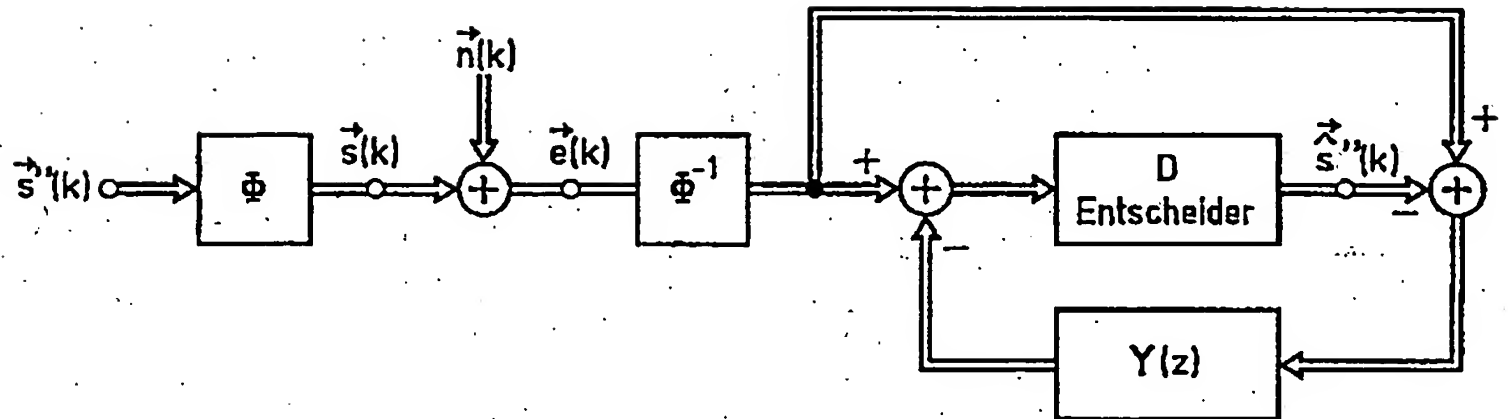 n⃗(k)
s⃗''(k)
Φ
s⃗(k)
+
e⃗(k)
Φ⁻¹
+
+
−
D
Entscheider
ŝ⃗''(k)
+
−
+
Y(z)